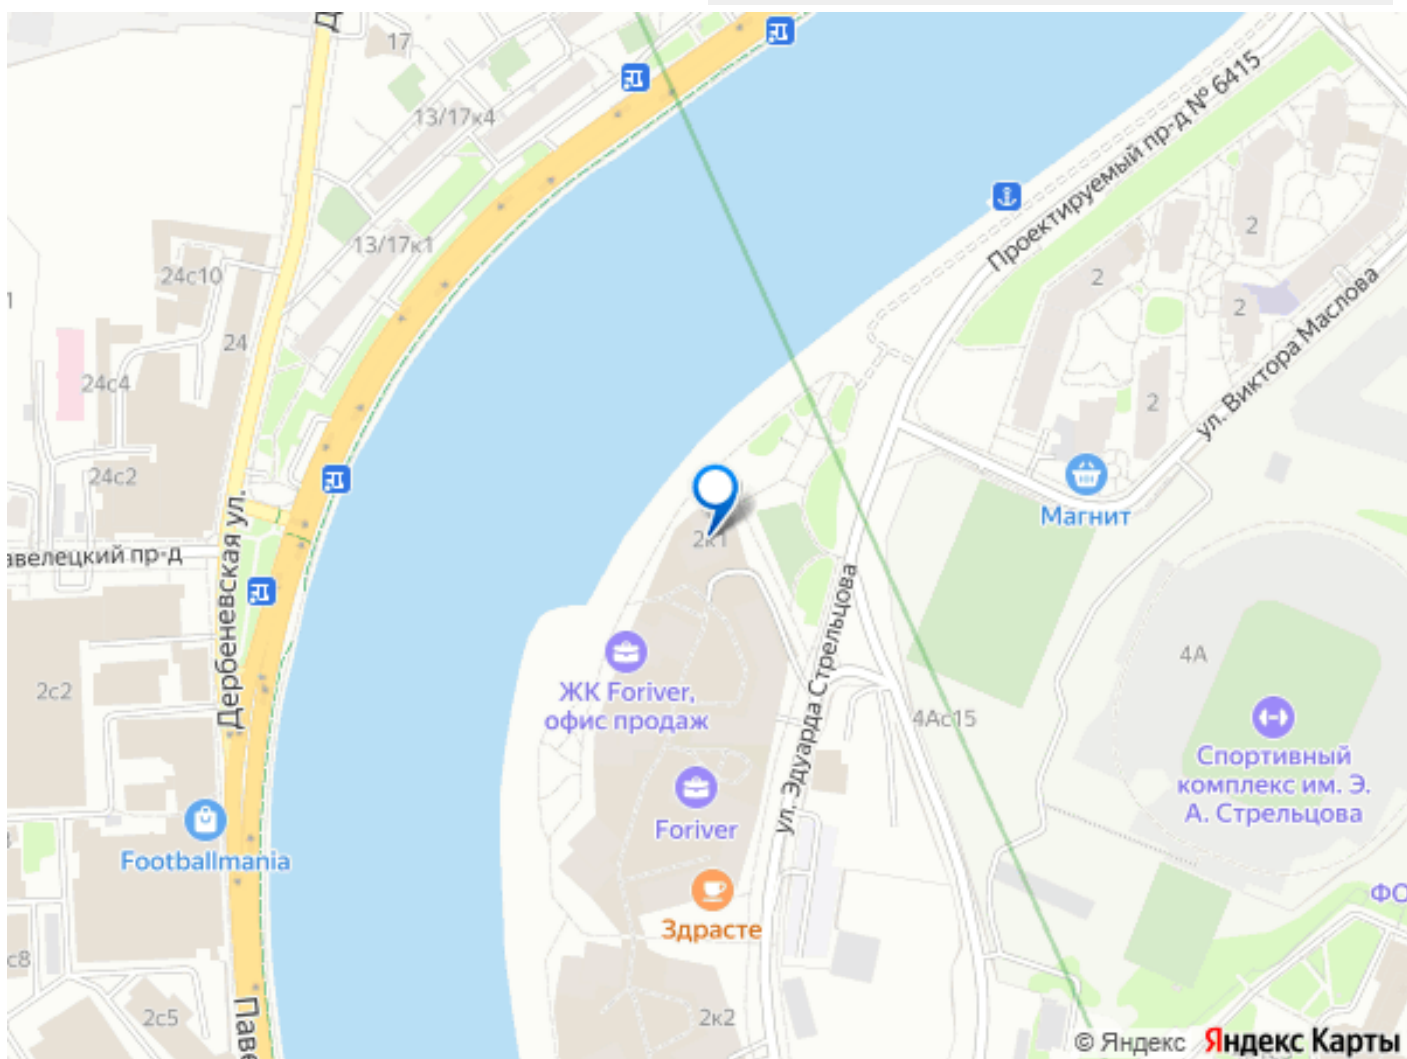 17
13/17к4
13/17к1
Проектируемый пр-д № 6415
24с10
24
24с4
24с2
2
2
2
2
ул. Виктора Маслова
Магнит
Дербеневская ул.
2к1
ул. Эдуарда Стрельцова
2с2
ЖК Foriver,
офис продаж
4А
4Ас15
Спортивный
комплекс им. Э.
А. Стрельцова
Foriver
Footballmania
Здрасте
с8
2с5
2к2
© Яндекс Яндекс Карты